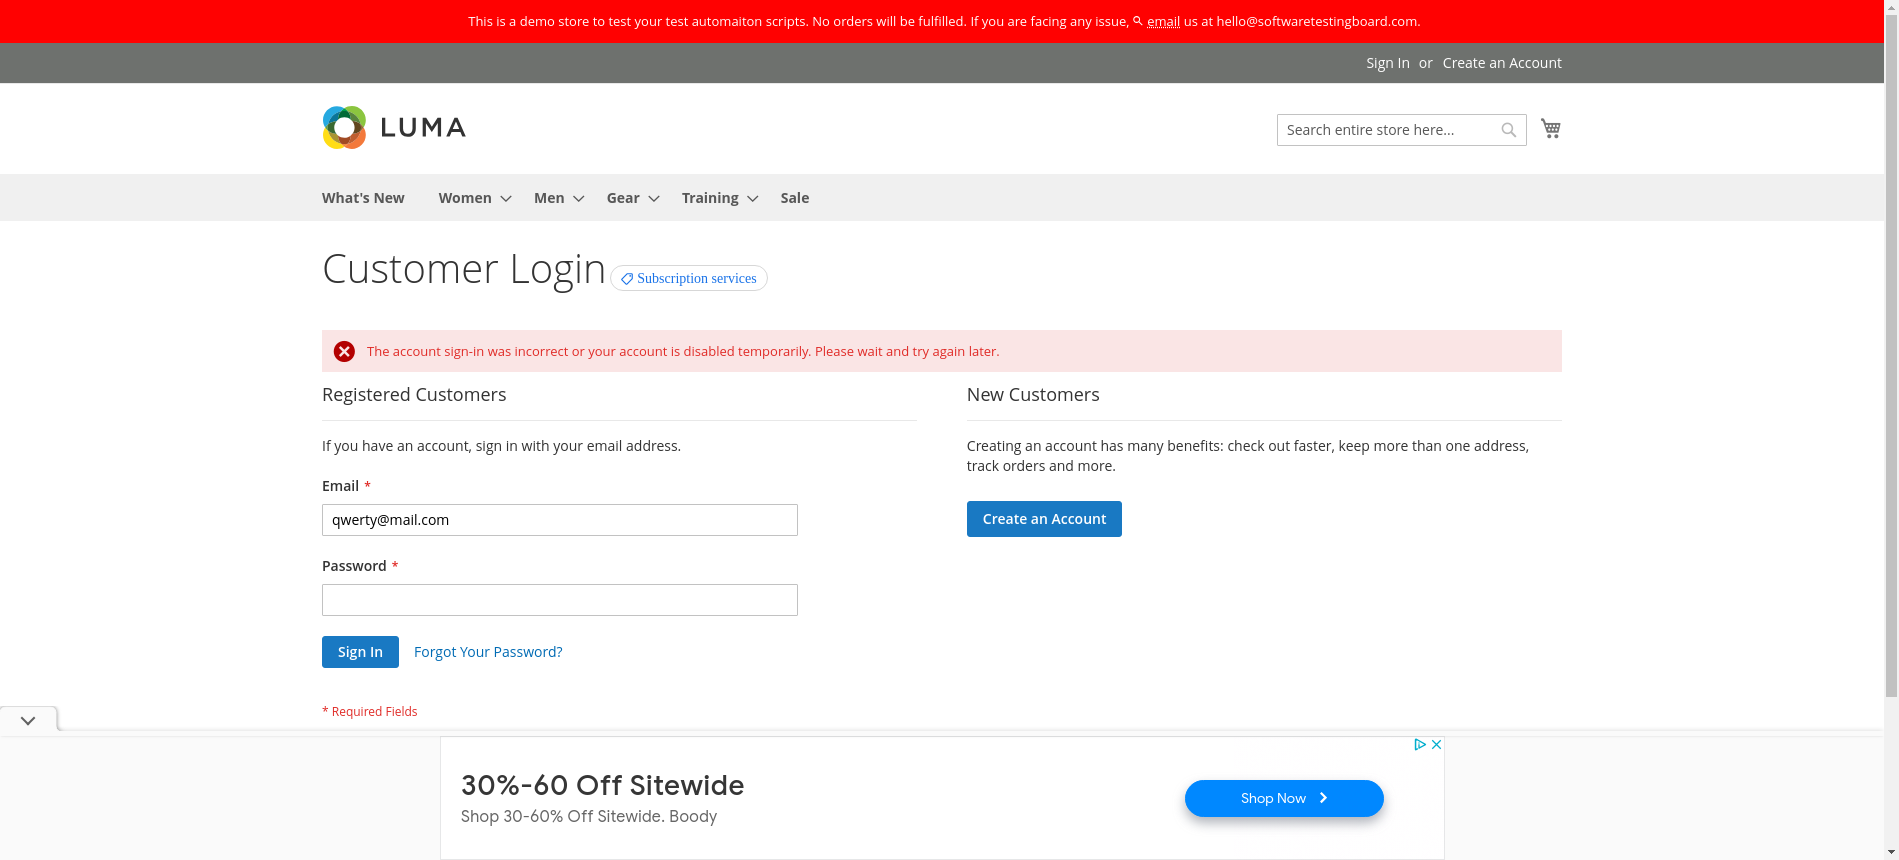 This is a demo store to test your test automaiton scripts. No orders will be fulfilled. If you are facing any issue, email us at hello@softwaretestingboard.com.
Sign In or Create an Account
LUMA
Search entire store here...
What's New Women Men Gear Training Sale
Customer Login Subscription services
The account sign-in was incorrect or your account is disabled temporarily. Please wait and try again later.
Registered Customers
If you have an account, sign in with your email address.
Email *
qwerty@mail.com
Password *
Sign In Forgot Your Password?
* Required Fields
New Customers
Creating an account has many benefits: check out faster, keep more than one address,
track orders and more.
Create an Account
30%-60 Off Sitewide
Shop 30-60% Off Sitewide. Boody
Shop Now